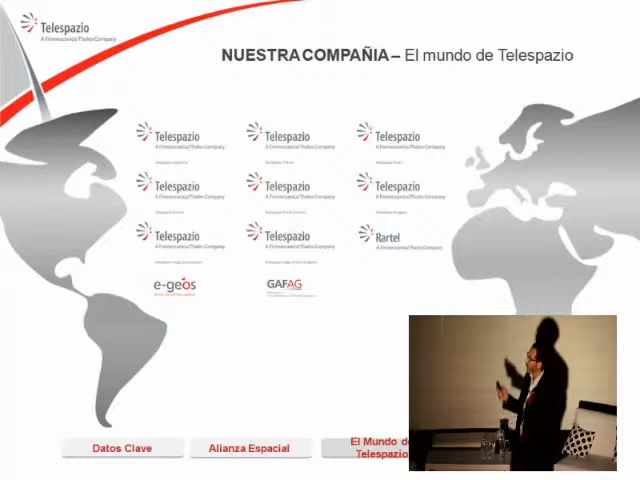 Telespazio
A Finmeccanica/Thales Company
NUESTRA COMPAÑIA – El mundo de Telespazio
Telespazio
A Finmeccanica/Thales Company
Telespazio
A Finmeccanica/Thales Company
Telespazio
A Finmeccanica/Thales Company
Telespazio
A Finmeccanica/Thales Company
Telespazio
A Finmeccanica/Thales Company
Telespazio
A Finmeccanica/Thales Company
Telespazio
A Finmeccanica/Thales Company
Telespazio
A Finmeccanica/Thales Company
Rartel
A Finmeccanica/Thales Company
e-geos
GAFAG
Datos Clave
Alianza Espacial
El Mundo de
Telespazio